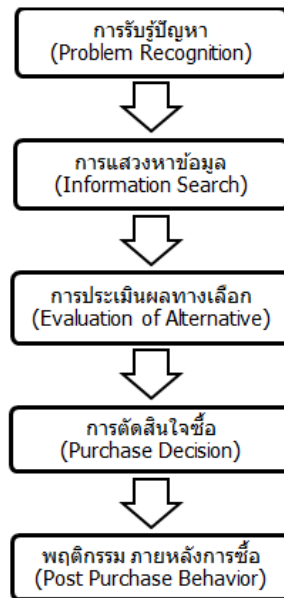 การรับรู้ปัญหา
(Problem Recognition)
การแสวงหาข้อมูล
(Information Search)
การประเมินผลทางเลือก
(Evaluation of Alternative)
การตัดสินใจซื้อ
(Purchase Decision)
พฤติกรรม ภายหลังการซื้อ
(Post Purchase Behavior)